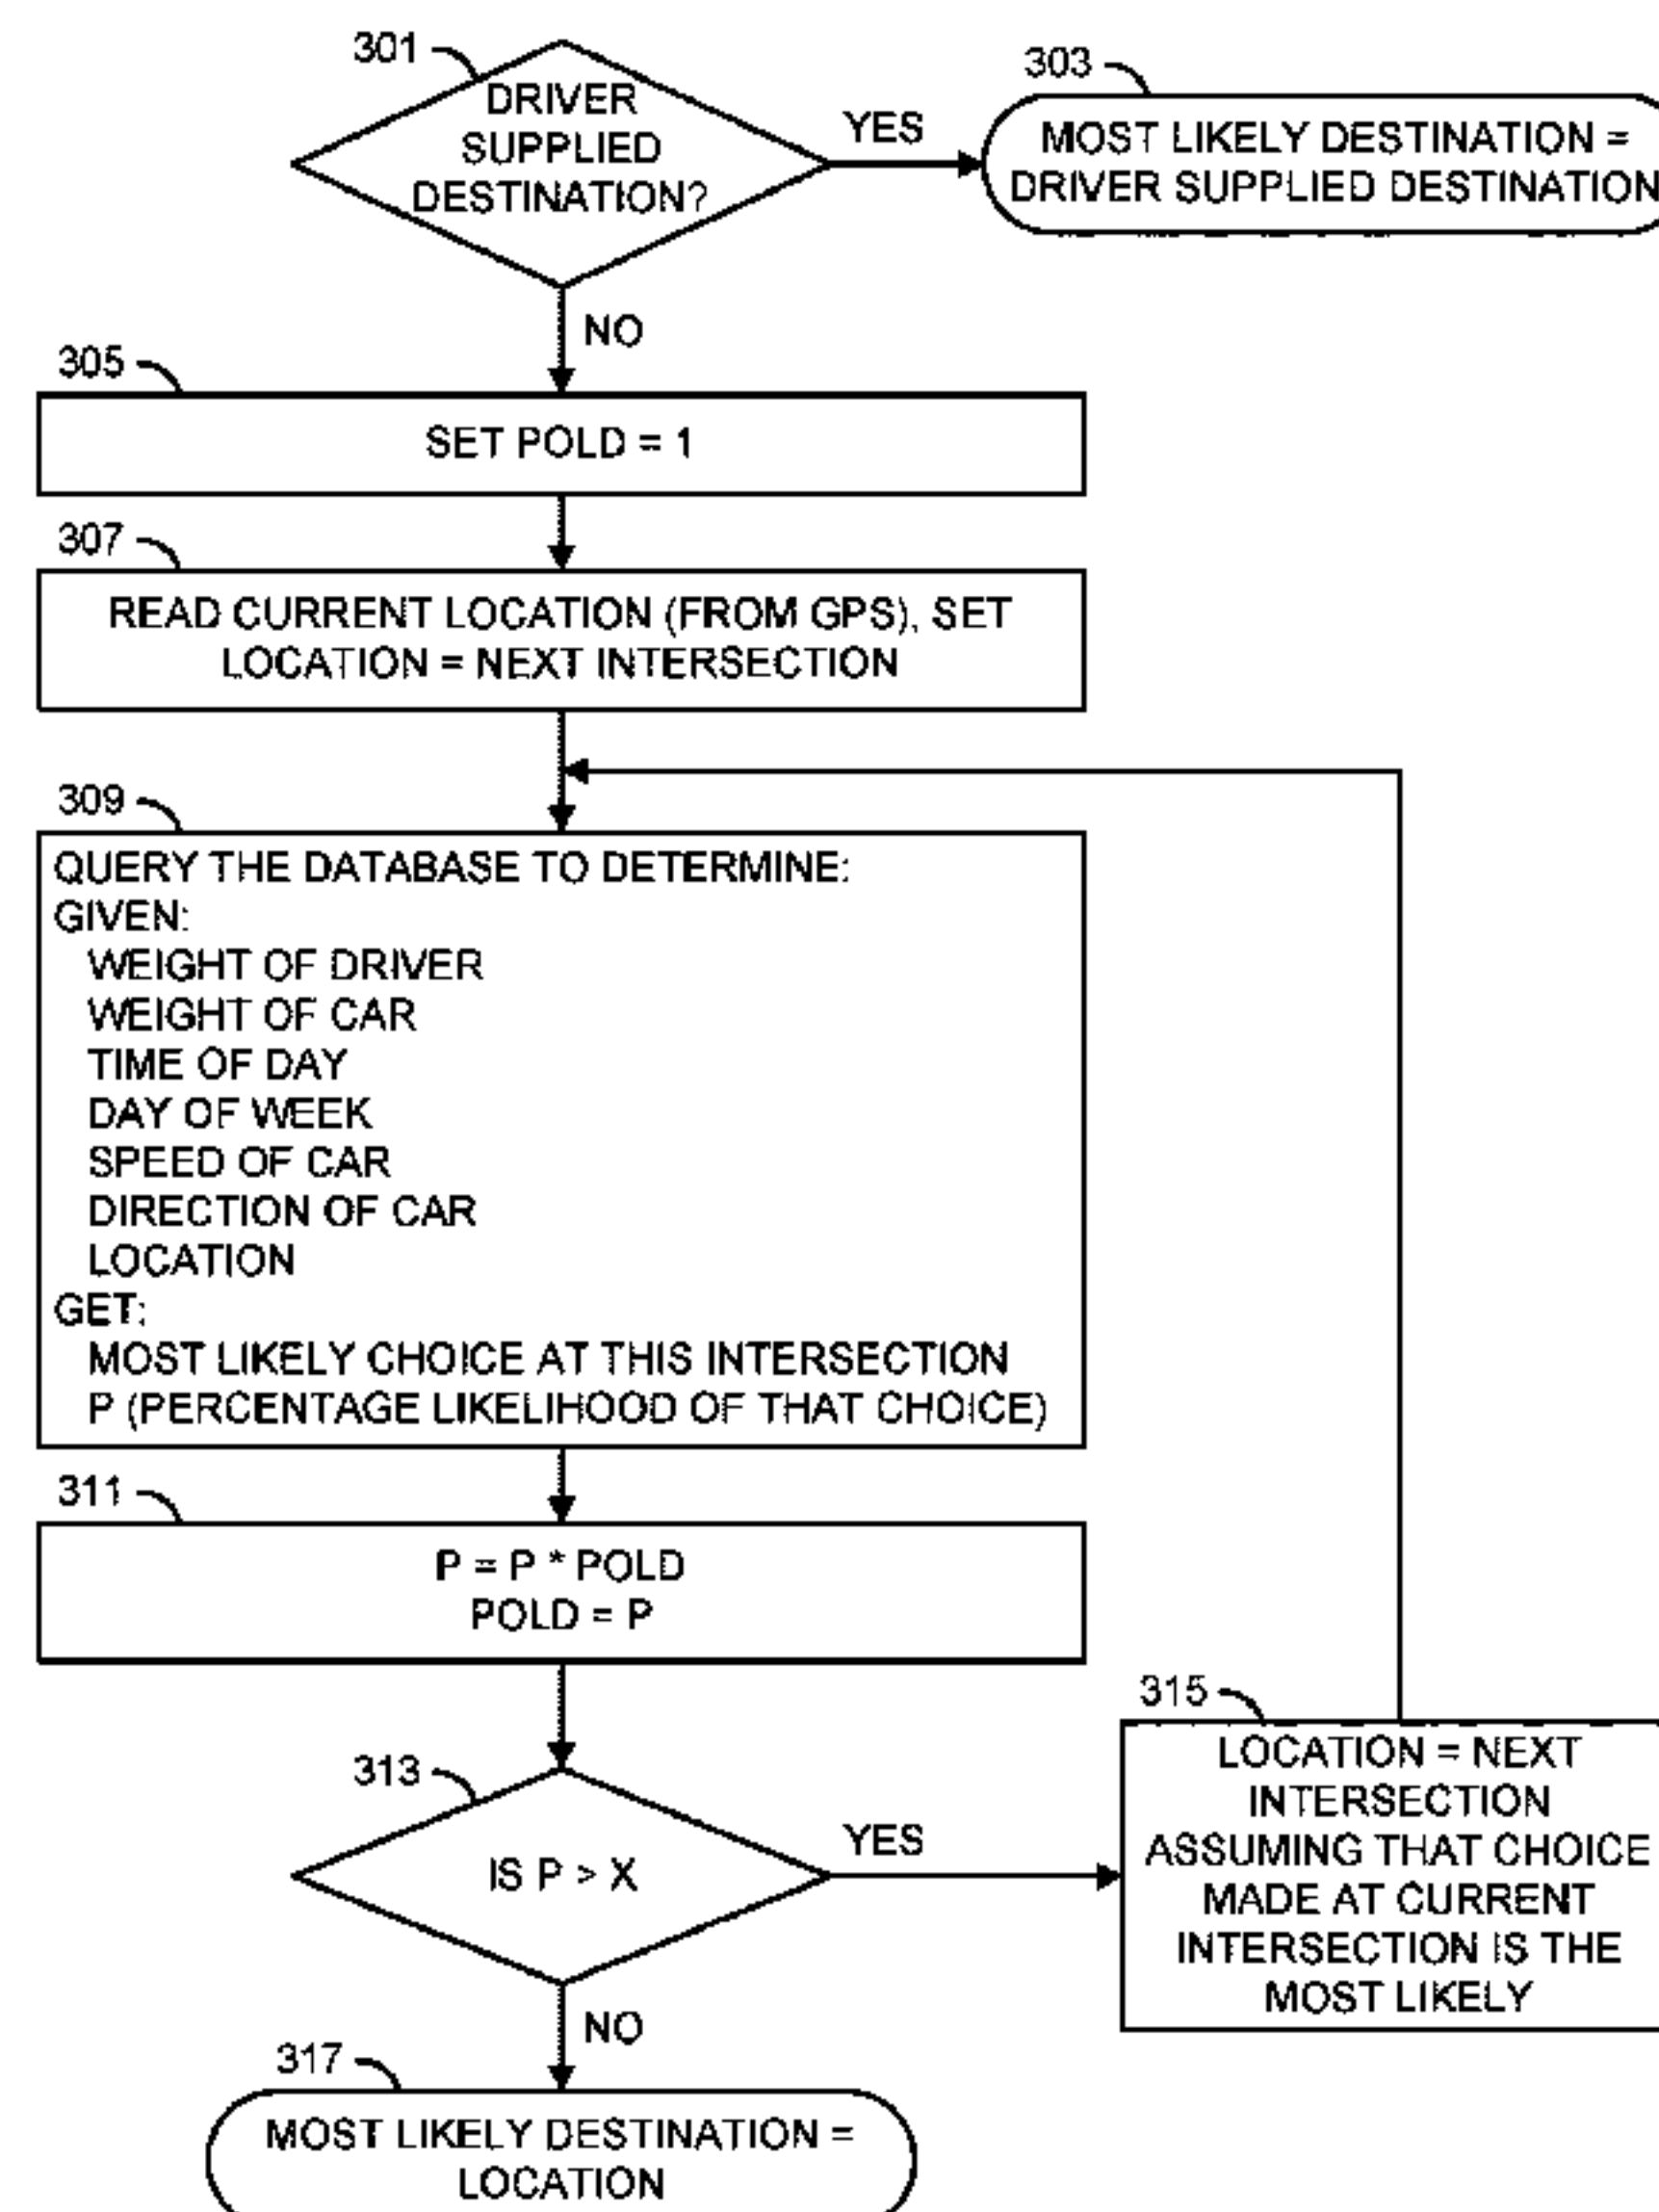 301
DRIVER
SUPPLIED
DESTINATION?
YES
303
MOST LIKELY DESTINATION =
DRIVER SUPPLIED DESTINATION
NO
305
SET POLD = 1
307
READ CURRENT LOCATION (FROM GPS), SET
LOCATION = NEXT INTERSECTION
309
QUERY THE DATABASE TO DETERMINE:
GIVEN:
WEIGHT OF DRIVER
WEIGHT OF CAR
TIME OF DAY
DAY OF WEEK
SPEED OF CAR
DIRECTION OF CAR
LOCATION
GET:
MOST LIKELY CHOICE AT THIS INTERSECTION
P (PERCENTAGE LIKELIHOOD OF THAT CHOICE)
311
P = P * POLD
POLD = P
313
IS P > X
YES
315
LOCATION = NEXT
INTERSECTION
ASSUMING THAT CHOICE
MADE AT CURRENT
INTERSECTION IS THE
MOST LIKELY
NO
317
MOST LIKELY DESTINATION =
LOCATION